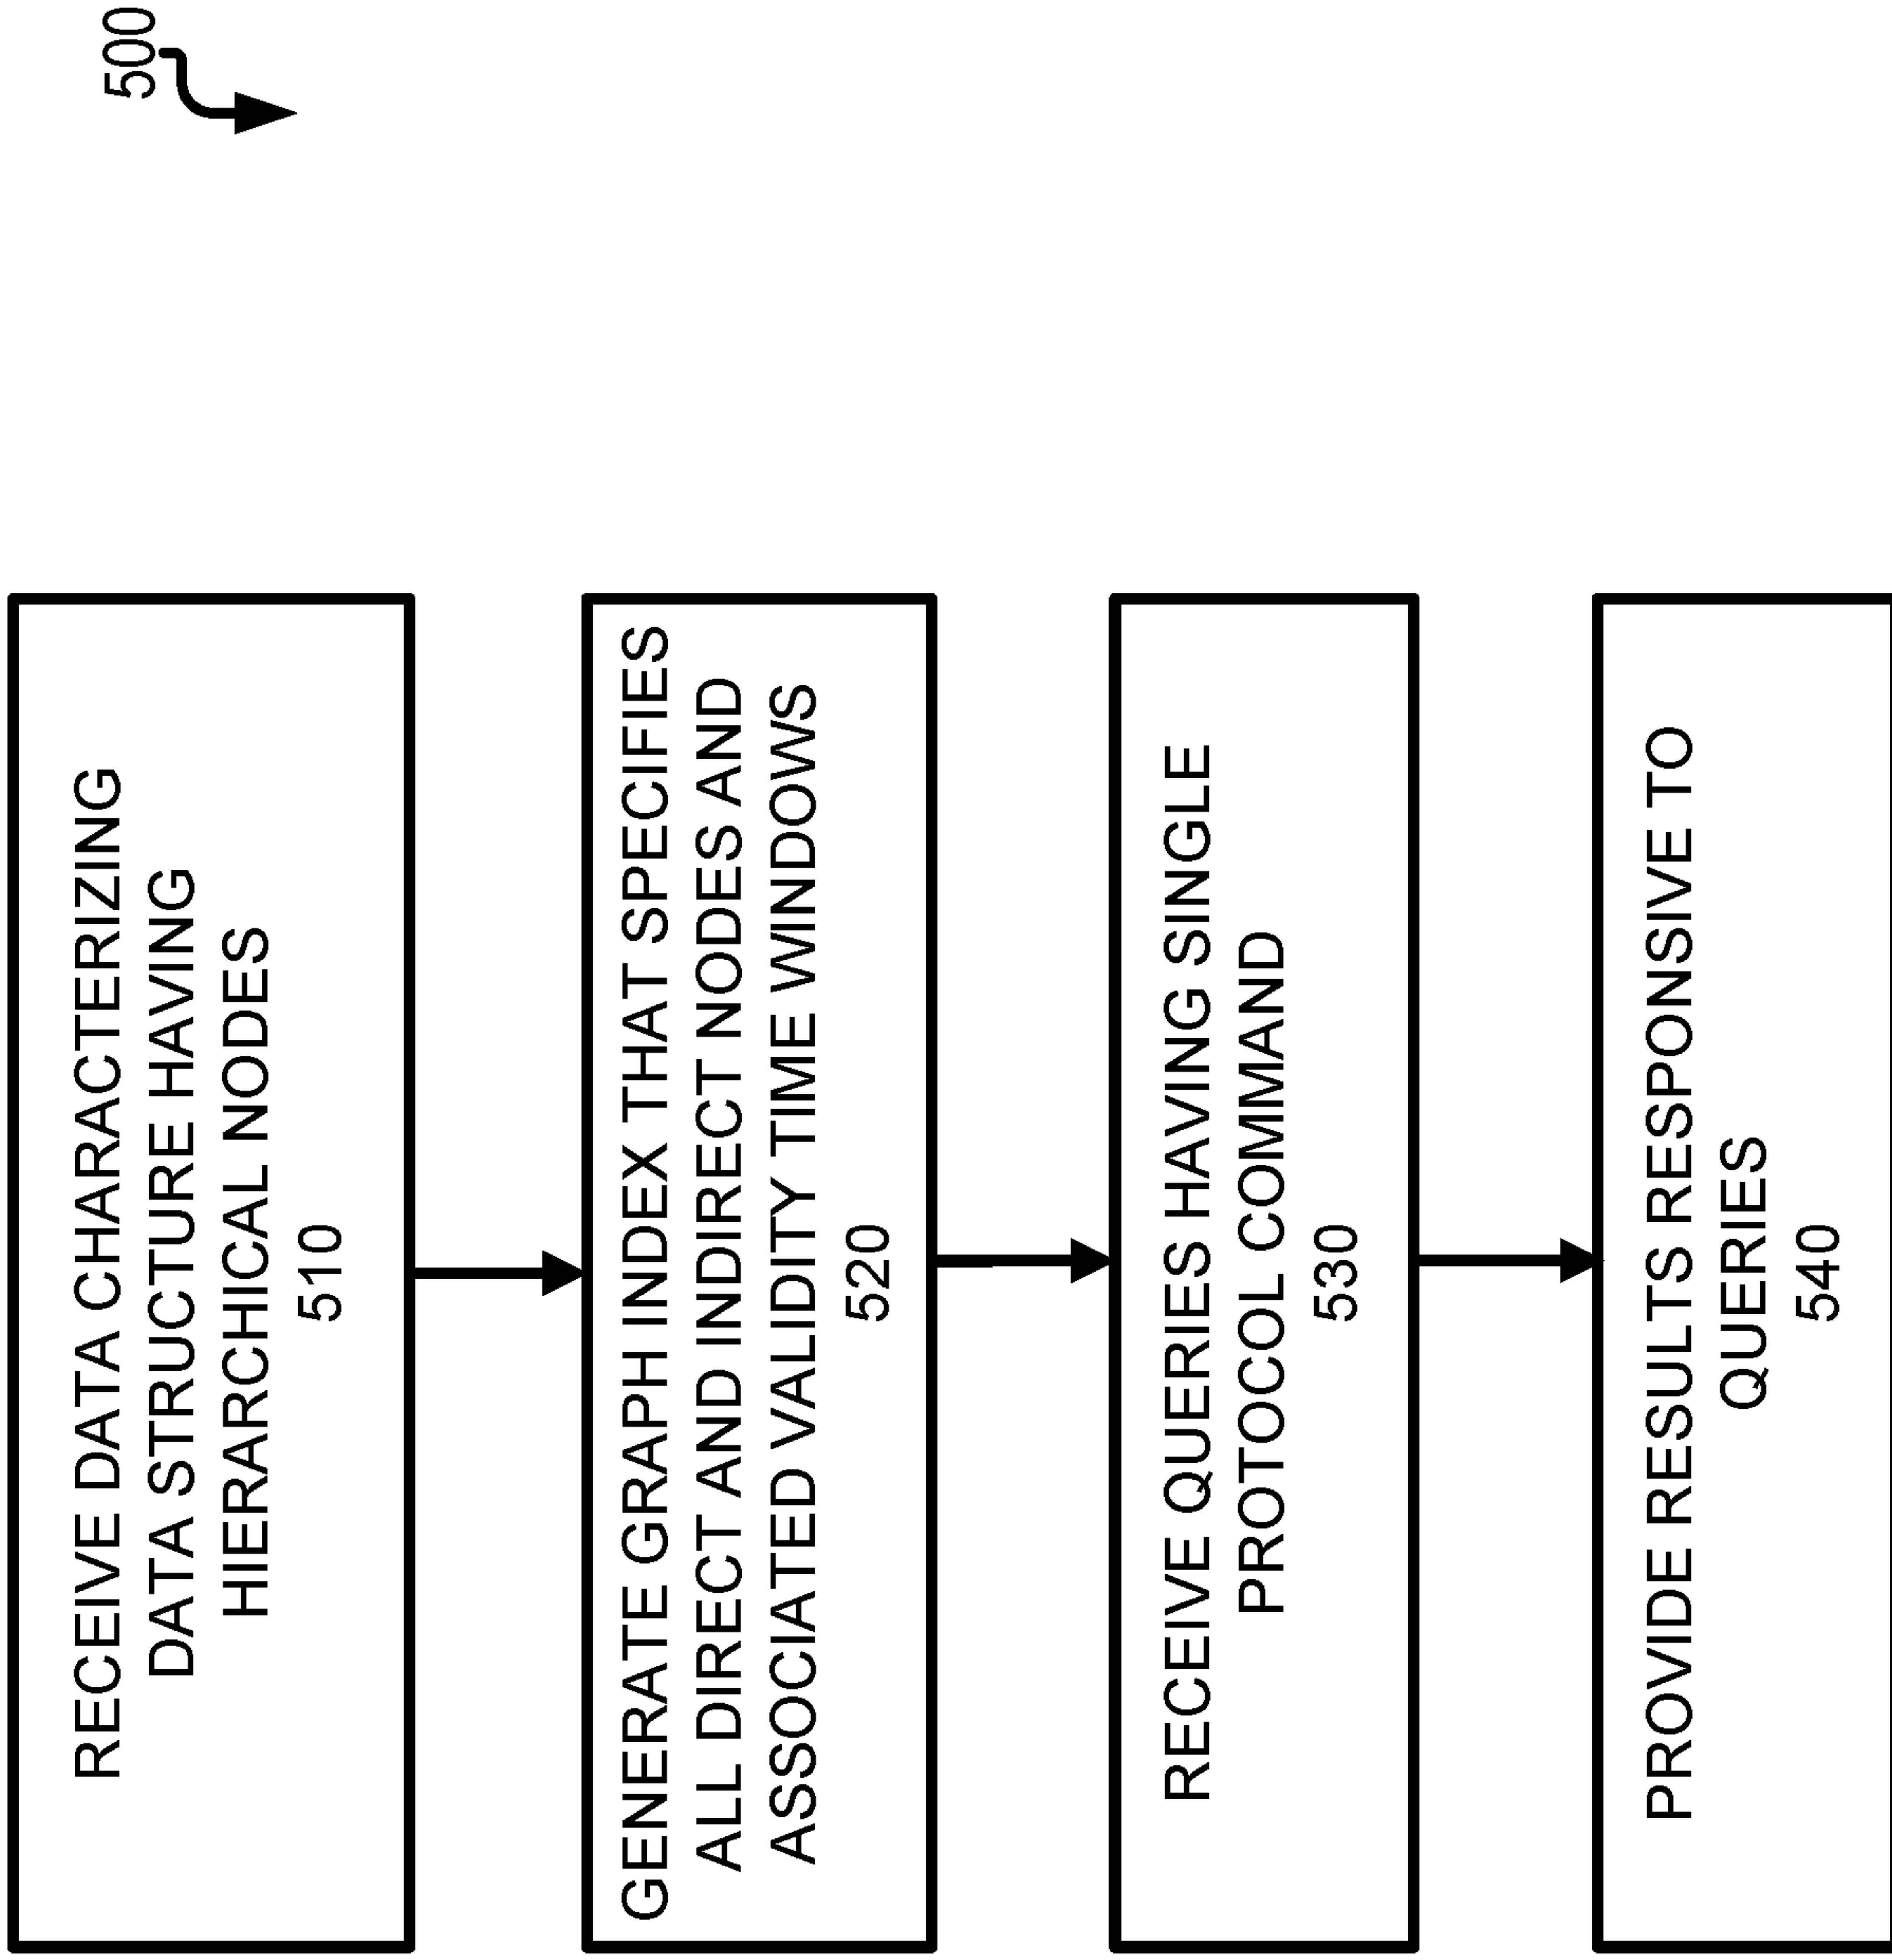 500
RECEIVE DATA CHARACTERIZING
DATA STRUCTURE HAVING
HIERARCHICAL NODES
510
GENERATE GRAPH INDEX THAT SPECIFIES
ALL DIRECT AND INDIRECT NODES AND
ASSOCIATED VALIDITY TIME WINDOWS
520
RECEIVE QUERIES HAVING SINGLE
PROTOCOL COMMAND
530
PROVIDE RESULTS RESPONSIVE TO
QUERIES
540